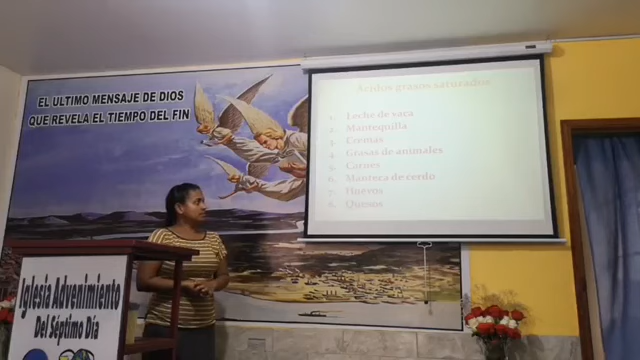 EL ULTIMO MENSAJE DE DIOS
QUE REVELA EL TIEMPO DEL FIN
Ácidos grasos saturados
1. Leche de vaca
2. Mantequilla
3. Cremas
4. Grasas de animales
5. Carnes
6. Manteca de cerdo
7. Huevos
8. Quesos
Iglesia Advenimiento
Del Séptimo Día